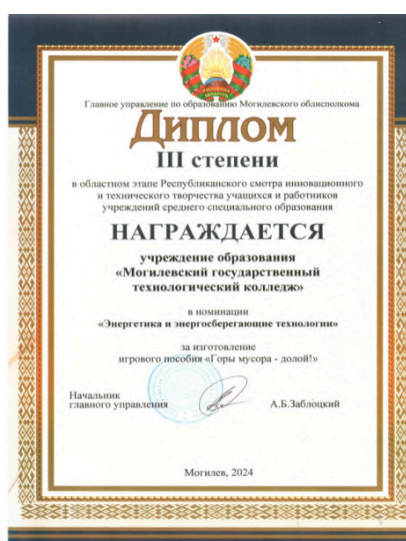 Главное управление по образованию Могилевского облисполкома
ДИПЛОМ
III степени
в областном этапе Республиканского смотра инновационного
и технического творчества учащихся и работников
учреждений среднего специального образования
НАГРАЖДАЕТСЯ
учреждение образования
«Могилевский государственный
технологический колледж»
в номинации
«Энергетика и энергосберегающие технологии»
за изготовление
игрового пособия «Горы мусора - долой!»
Начальник
главного управления А.Б.Заблоцкий
Могилев, 2024